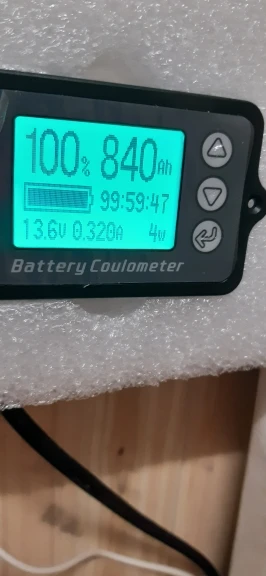 100% 840Ah
99:59:47
13.6V 0.320A 4w
Battery Coulometer